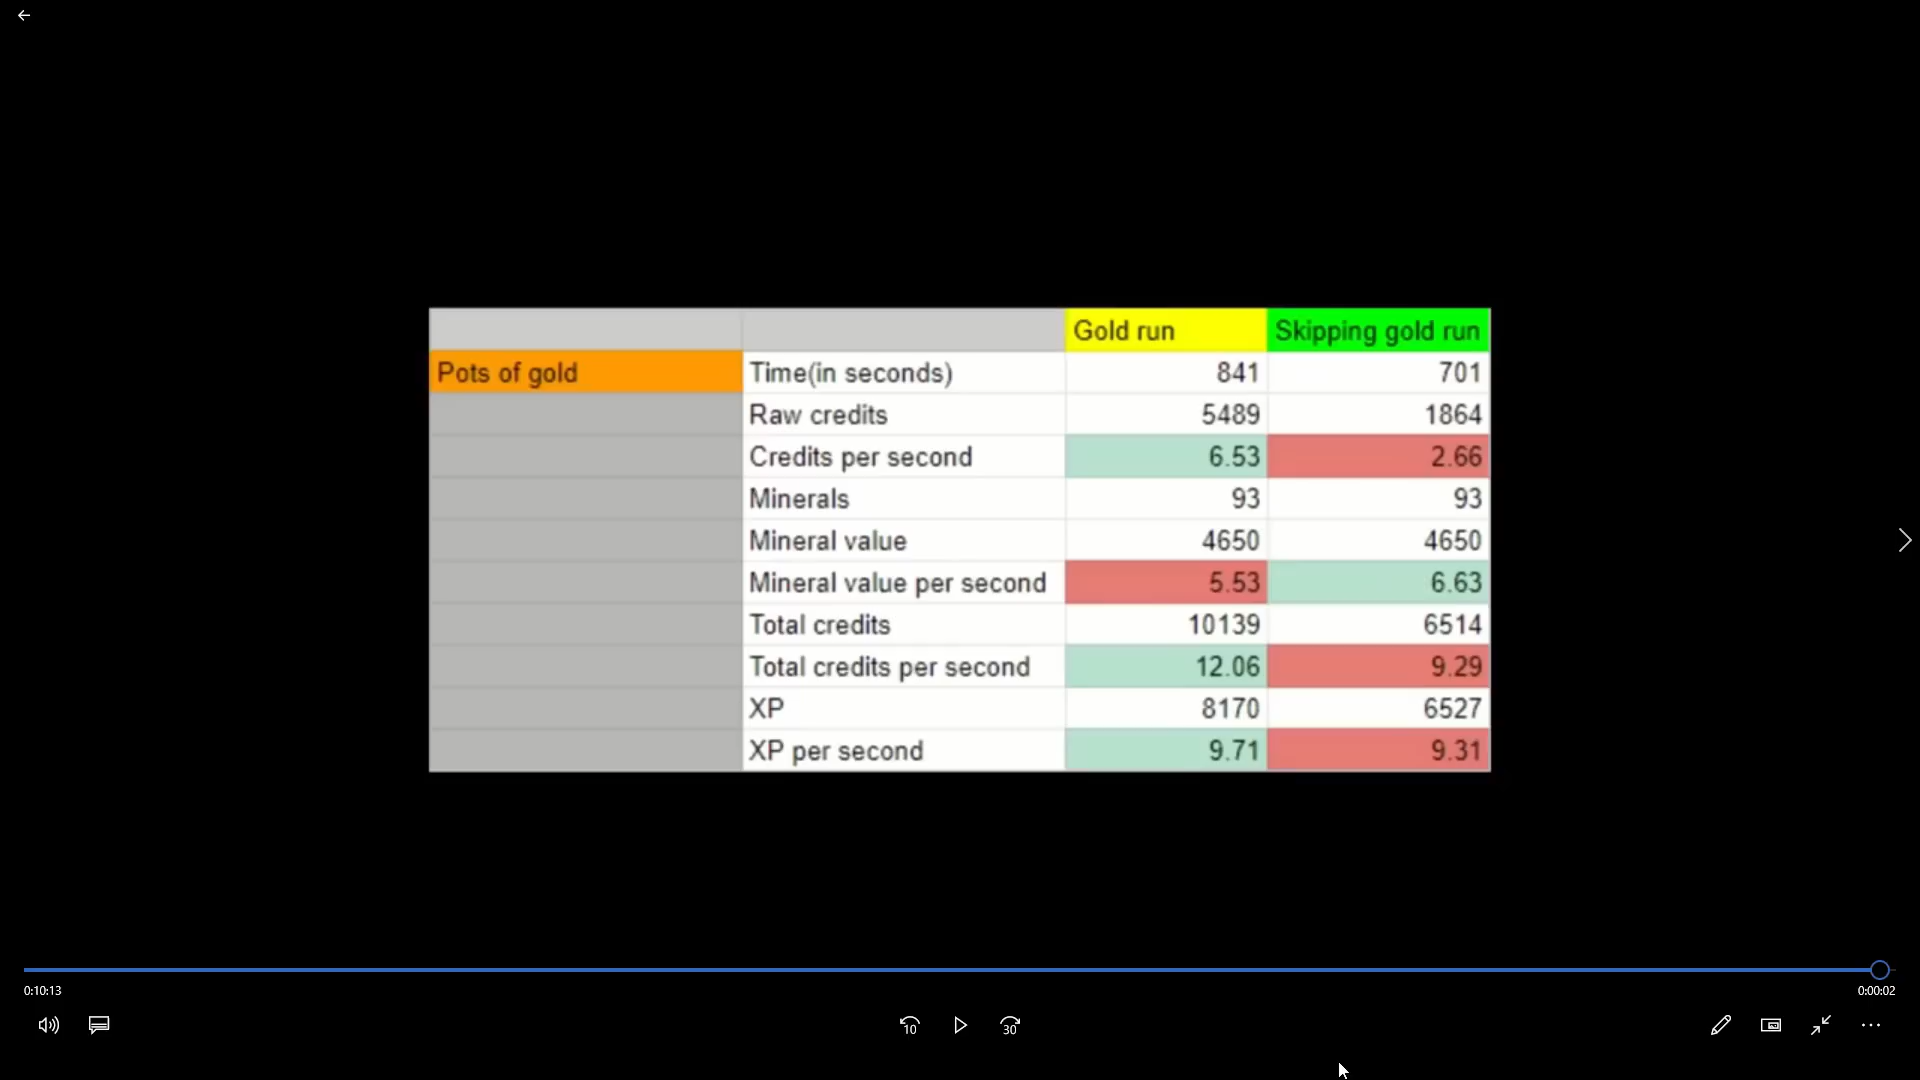 Gold run Skipping gold run
Pots of gold Time(in seconds) 841 701
Raw credits 5489 1864
Credits per second 6.53 2.66
Minerals 93 93
Mineral value 4650 4650
Mineral value per second 5.53 6.63
Total credits 10139 6514
Total credits per second 12.06 9.29
XP 8170 6527
XP per second 9.71 9.31
0:10:13 0:00:02
10 30